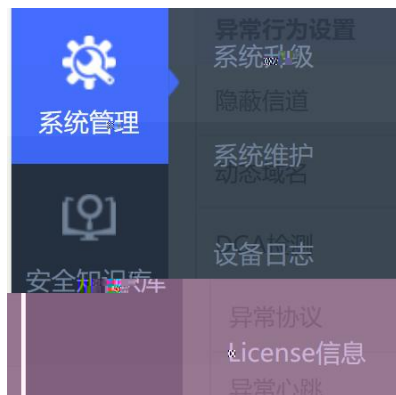 异常行为设置
系统升级
隐蔽信道
系统管理
系统维护
动态域名
DGA检测
设备日志
安全知识库
异常协议
License信息
异常心跳